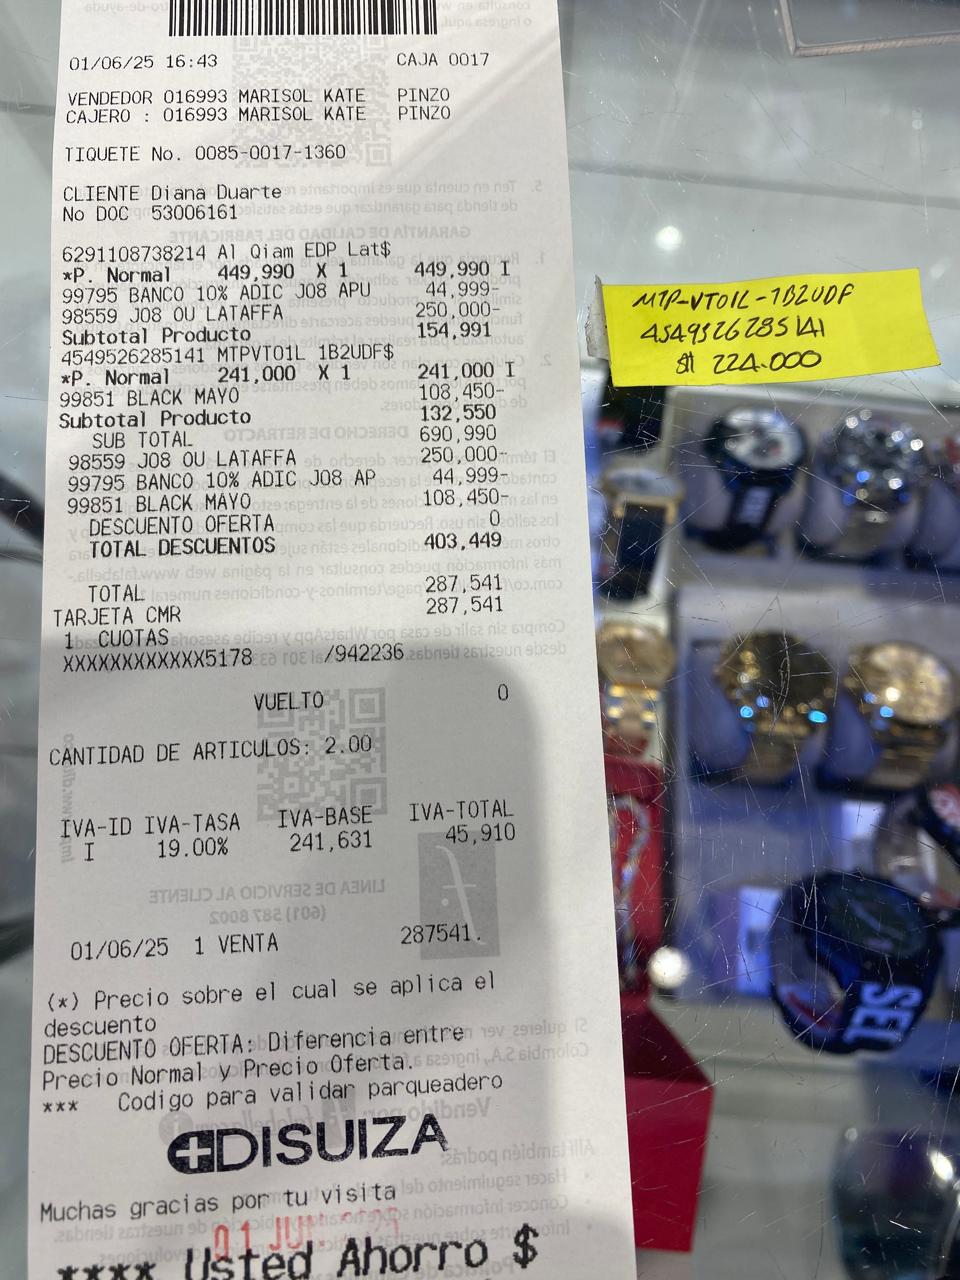 01/06/25 16:43 CAJA 0017
VENDEDOR 016993 MARISOL KATE PINZO
CAJERO : 016993 MARISOL KATE PINZO
TIQUETE No. 0085-0017-1360
CLIENTE Diana Duarte
No DOC 53006161
6291108738214 Al Qiam EDP Lat$
*P. Normal 449,990 X 1 449,990 I
99795 BANCO 10% ADIC J08 APU 44,999-
98559 J08 OU LATAFFA 250,000-
Subtotal Producto 154,991
4549526285141 MTPVT01L 1B2UDF$
*P. Normal 241,000 X 1 241,000 I
99851 BLACK MAYO 108,450-
Subtotal Producto 132,550
SUB TOTAL 690,990
98559 J08 OU LATAFFA 250,000-
99795 BANCO 10% ADIC J08 AP 44,999-
99851 BLACK MAYO 108,450-
DESCUENTO OFERTA 0
TOTAL DESCUENTOS 403,449
TOTAL 287,541
TARJETA CMR 287,541
1 CUOTAS
XXXXXXXXXXXX5178 /942236
VUELTO 0
CANTIDAD DE ARTICULOS: 2.00
IVA-ID IVA-TASA IVA-BASE IVA-TOTAL
I 19.00% 241,631 45,910
01/06/25 1 VENTA 287541.
(*) Precio sobre el cual se aplica el
descuento
DESCUENTO OFERTA: Diferencia entre
Precio Normal y Precio Oferta.
*** Codigo para validar parqueadero
DISUIZA
Muchas gracias por tu visita
01 JU
**** Usted Ahorro $
MTP-VT01L-1B2UDF
4549526285141
$ 224.000
SEI